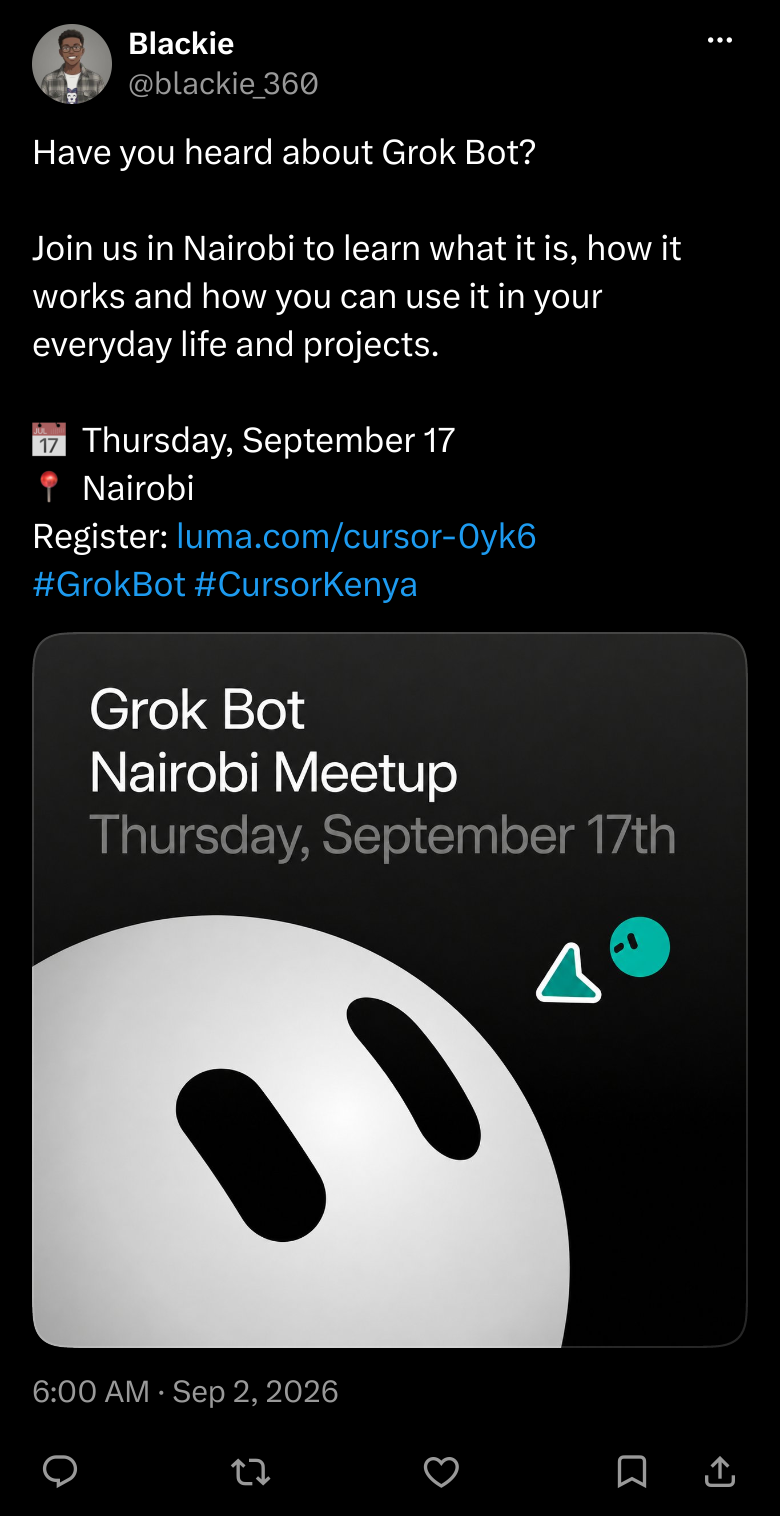 Blackie
@blackie_360
Have you heard about Grok Bot?
Join us in Nairobi to learn what it is, how it
works and how you can use it in your
everyday life and projects.
JUL
17
Thursday, September 17
Nairobi
Register: luma.com/cursor-0yk6
#GrokBot #CursorKenya
Grok Bot
Nairobi Meetup
Thursday, September 17th
6:00 AM · Sep 2, 2026